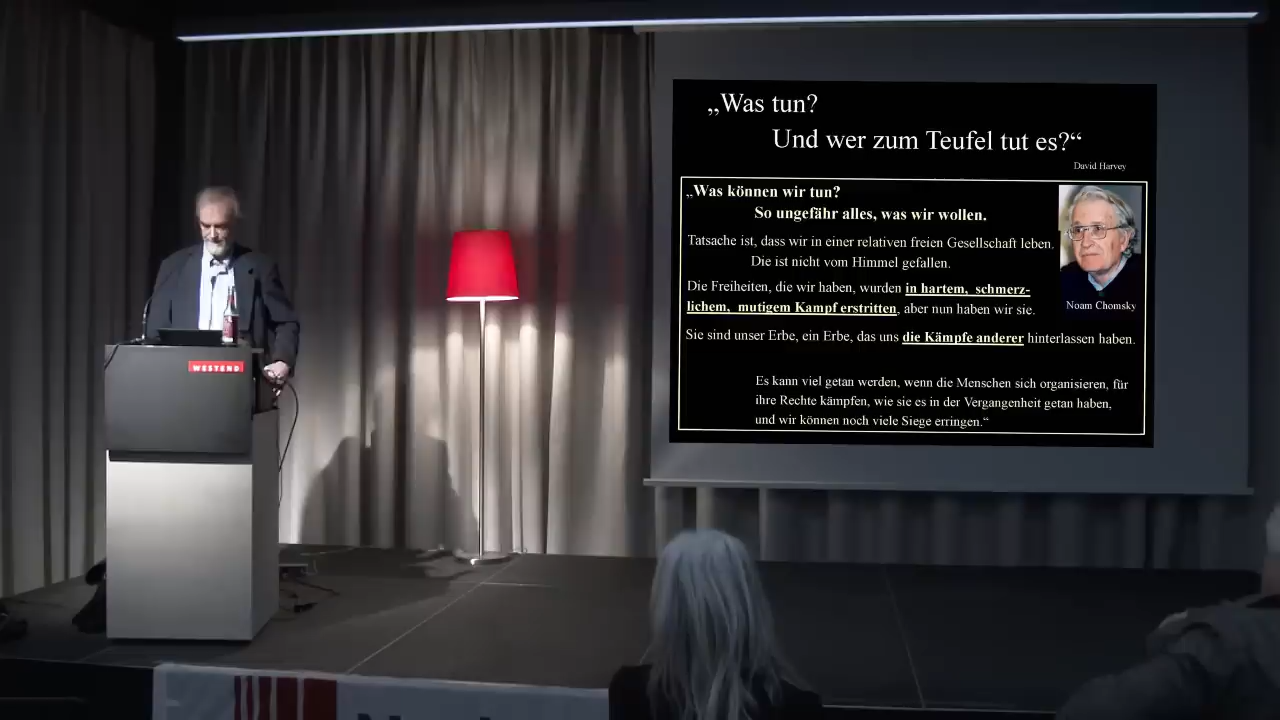 „Was tun?
Und wer zum Teufel tut es?“
David Harvey
„Was können wir tun?
So ungefähr alles, was wir wollen.
Tatsache ist, dass wir in einer relativen freien Gesellschaft leben.
Die ist nicht vom Himmel gefallen.
Die Freiheiten, die wir haben, wurden in hartem, schmerz-
lichem, mutigem Kampf erstritten, aber nun haben wir sie.
Noam Chomsky
Sie sind unser Erbe, ein Erbe, das uns die Kämpfe anderer hinterlassen haben.
Es kann viel getan werden, wenn die Menschen sich organisieren, für
ihre Rechte kämpfen, wie sie es in der Vergangenheit getan haben,
und wir können noch viele Siege erringen.“
WESTEND